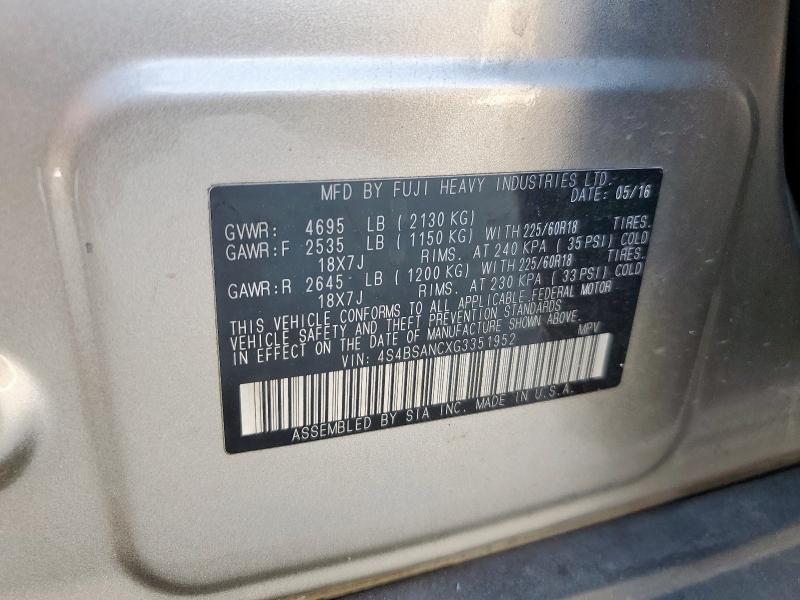 MFD BY FUJI HEAVY INDUSTRIES LTD.
DATE: 05/16
GVWR: 4695 LB (2130 KG)
GAWR:F 2535 LB (1150 KG) WITH 225/60R18 TIRES.
18X7J RIMS. AT 240 KPA (35 PSI) COLD
GAWR:R 2645 LB (1200 KG) WITH 225/60R18 TIRES.
18X7J RIMS. AT 230 KPA (33 PSI) COLD
THIS VEHICLE CONFORMS TO ALL APPLICABLE FEDERAL MOTOR
VEHICLE SAFETY AND THEFT PREVENTION STANDARDS
IN EFFECT ON THE DATE OF MANUFACTURE SHOWN ABOVE.
VIN: 4S4BSANCXG3351952 MPV
ASSEMBLED BY SIA INC. MADE IN U.S.A.